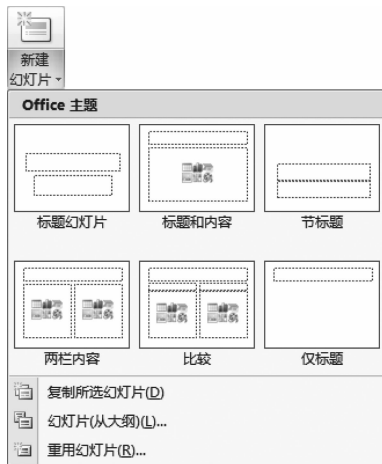 新建
幻灯片
Office 主题
标题幻灯片
标题和内容
节标题
两栏内容
比较
仅标题
复制所选幻灯片(D)
幻灯片(从大纲)(L)...
重用幻灯片(R)...